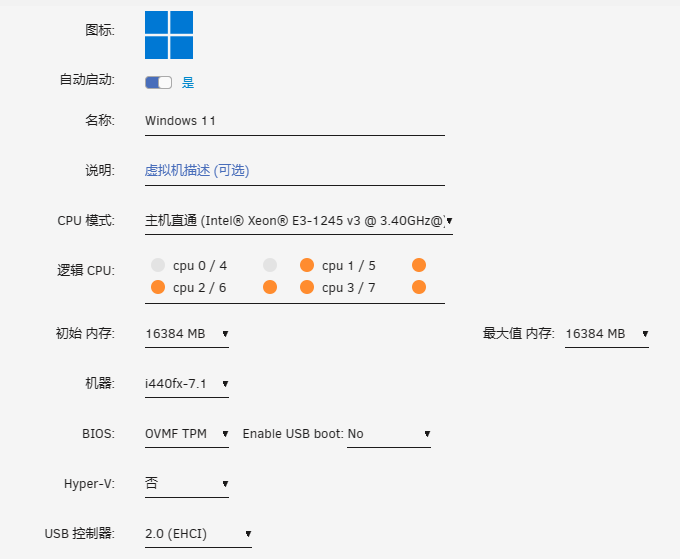 图标:
自动启动: 是
名称: Windows 11
说明: 虚拟机描述 (可选)
CPU 模式: 主机直通 (Intel® Xeon® E3-1245 v3 @ 3.40GHz@)
逻辑 CPU: cpu 0 / 4 cpu 1 / 5
cpu 2 / 6 cpu 3 / 7
初始 内存: 16384 MB 最大值 内存: 16384 MB
机器: i440fx-7.1
BIOS: OVMF TPM Enable USB boot: No
Hyper-V: 否
USB 控制器: 2.0 (EHCI)